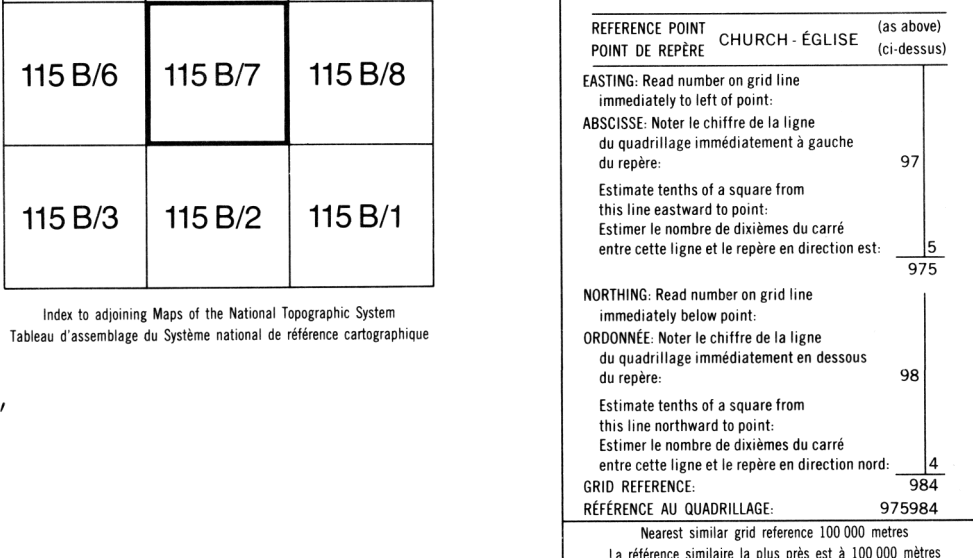 115 B/6 115 B/7 115 B/8
115 B/3 115 B/2 115 B/1
Index to adjoining Maps of the National Topographic System
Tableau d'assemblage du Système national de référence cartographique
REFERENCE POINT
POINT DE REPÈRE
CHURCH - ÉGLISE
(as above)
(ci-dessus)
EASTING: Read number on grid line
immediately to left of point:
ABSCISSE: Noter le chiffre de la ligne
du quadrillage immédiatement à gauche
du repère: 97
Estimate tenths of a square from
this line eastward to point:
Estimer le nombre de dixièmes du carré
entre cette ligne et le repère en direction est: 5
975
NORTHING: Read number on grid line
immediately below point:
ORDONNÉE: Noter le chiffre de la ligne
du quadrillage immédiatement en dessous
du repère: 98
Estimate tenths of a square from
this line northward to point:
Estimer le nombre de dixièmes du carré
entre cette ligne et le repère en direction nord: 4
GRID REFERENCE: 984
RÉFÉRENCE AU QUADRILLAGE: 975984
Nearest similar grid reference 100 000 metres
La référence similaire la plus près est à 100 000 mètres